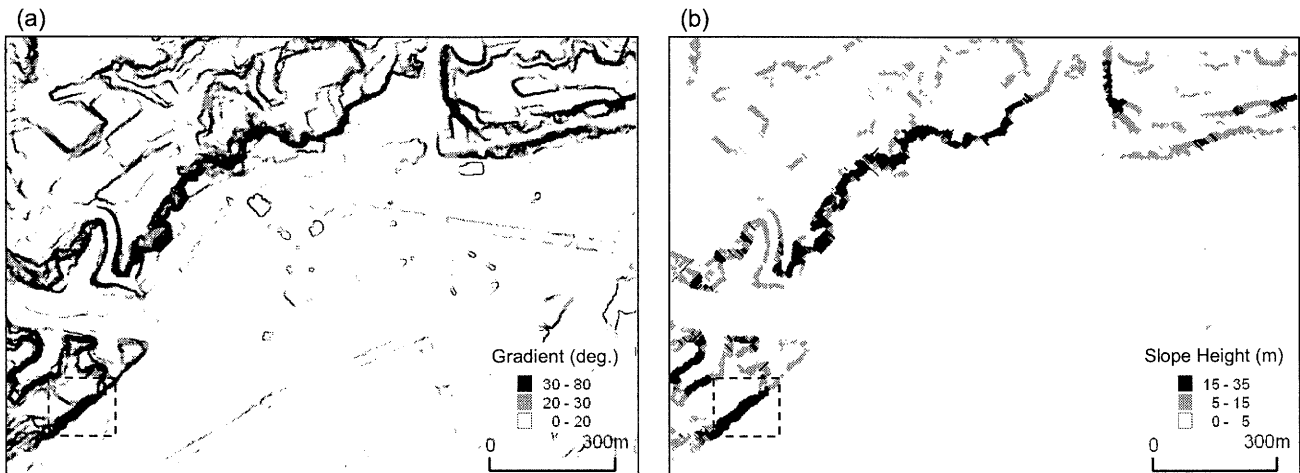 (a)
Gradient (deg.)
30 - 80
20 - 30
0 - 20
0 300m
(b)
Slope Height (m)
15 - 35
5 - 15
0 - 5
0 300m